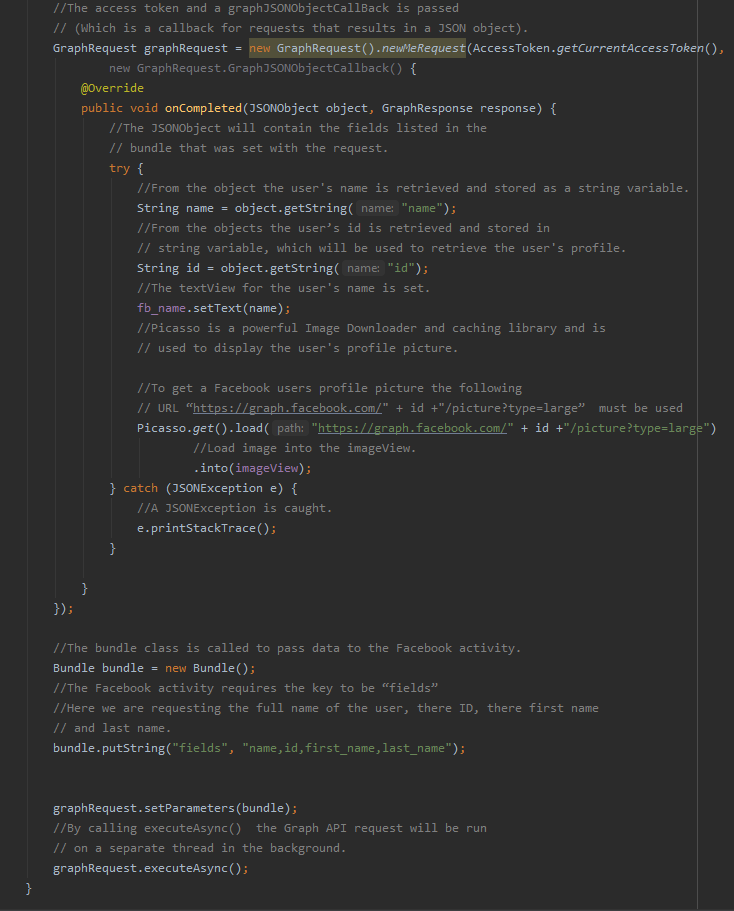 //The access token and a graphJSONObjectCallBack is passed
// (Which is a callback for requests that results in a JSON object).
GraphRequest graphRequest = new GraphRequest().newMeRequest(AccessToken.getCurrentAccessToken(),
new GraphRequest.GraphJSONObjectCallback() {
@Override
public void onCompleted(JSONObject object, GraphResponse response) {
//The JSONObject will contain the fields listed in the
// bundle that was set with the request.
try {
//From the object the user's name is retrieved and stored as a string variable.
String name = object.getString( name: "name");
//From the objects the user’s id is retrieved and stored in
// string variable, which will be used to retrieve the user's profile.
String id = object.getString( name: "id");
//The textView for the user's name is set.
fb_name.setText(name);
//Picasso is a powerful Image Downloader and caching library and is
// used to display the user's profile picture.
//To get a Facebook users profile picture the following
// URL “https://graph.facebook.com/" + id +"/picture?type=large”  must be used
Picasso.get().load( path: "https://graph.facebook.com/" + id +"/picture?type=large")
//Load image into the imageView.
.into(imageView);
} catch (JSONException e) {
//A JSONException is caught.
e.printStackTrace();
}
}
});
//The bundle class is called to pass data to the Facebook activity.
Bundle bundle = new Bundle();
//The Facebook activity requires the key to be “fields”
//Here we are requesting the full name of the user, there ID, there first name
// and last name.
bundle.putString("fields", "name,id,first_name,last_name");
graphRequest.setParameters(bundle);
//By calling executeAsync()  the Graph API request will be run
// on a separate thread in the background.
graphRequest.executeAsync();
}